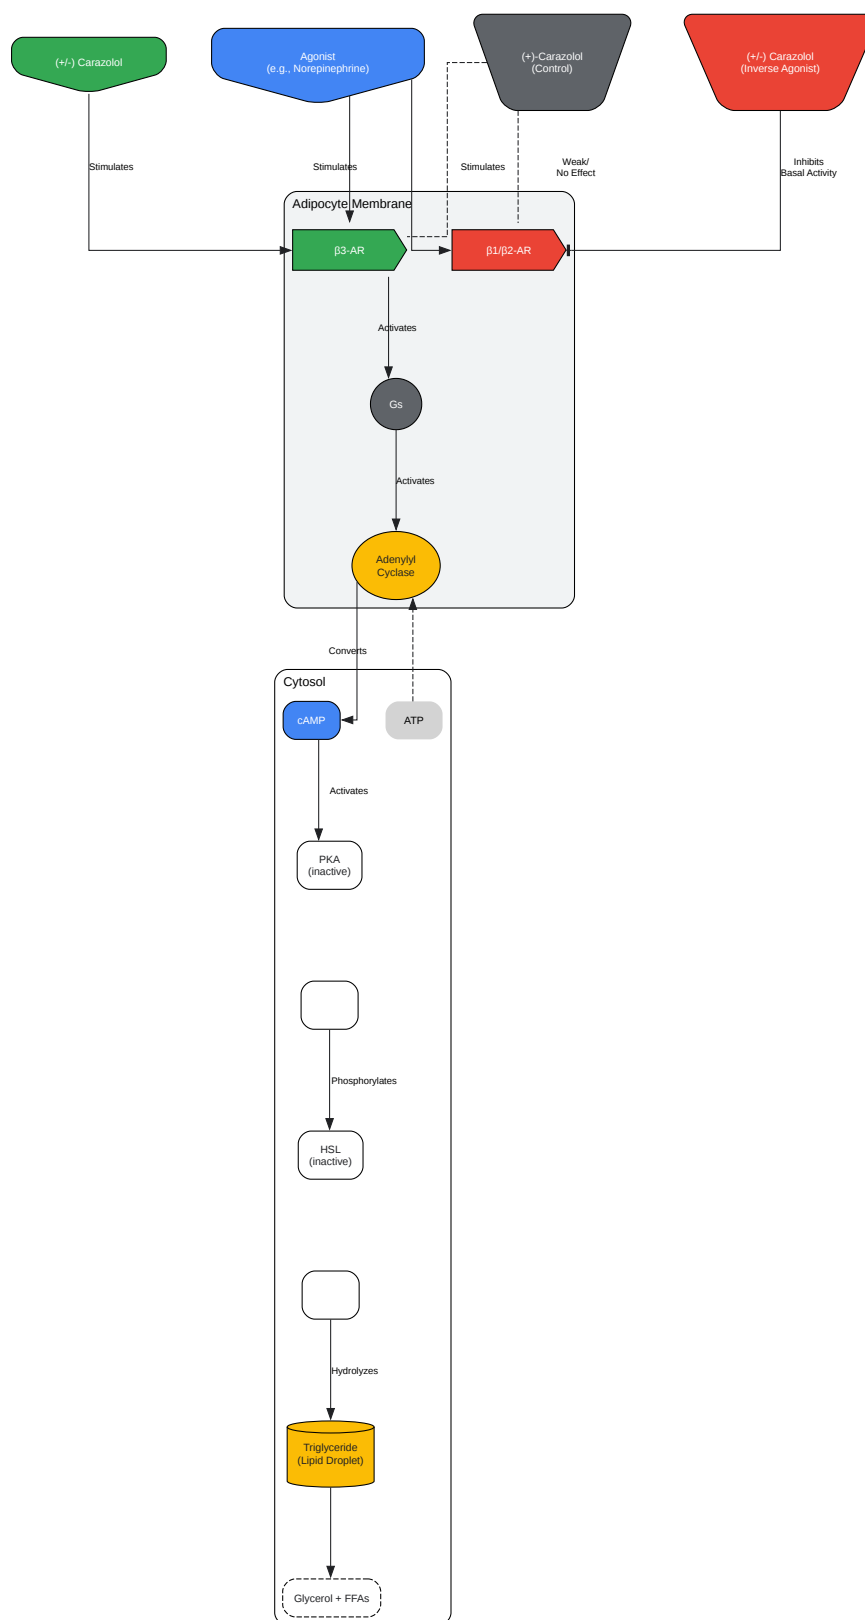 (+/-) Carazolol
Agonist
(e.g., Norepinephrine)
(+)-Carazolol
(Control)
(+/-) Carazolol
(Inverse Agonist)
Stimulates
Stimulates
Stimulates
Weak/
No Effect
Inhibits
Basal Activity
Adipocyte Membrane
β3-AR
β1/β2-AR
Activates
Gs
Activates
Adenylyl
Cyclase
Converts
Cytosol
cAMP
ATP
Activates
PKA
(inactive)
Phosphorylates
HSL
(inactive)
Hydrolyzes
Triglyceride
(Lipid Droplet)
Glycerol + FFAs